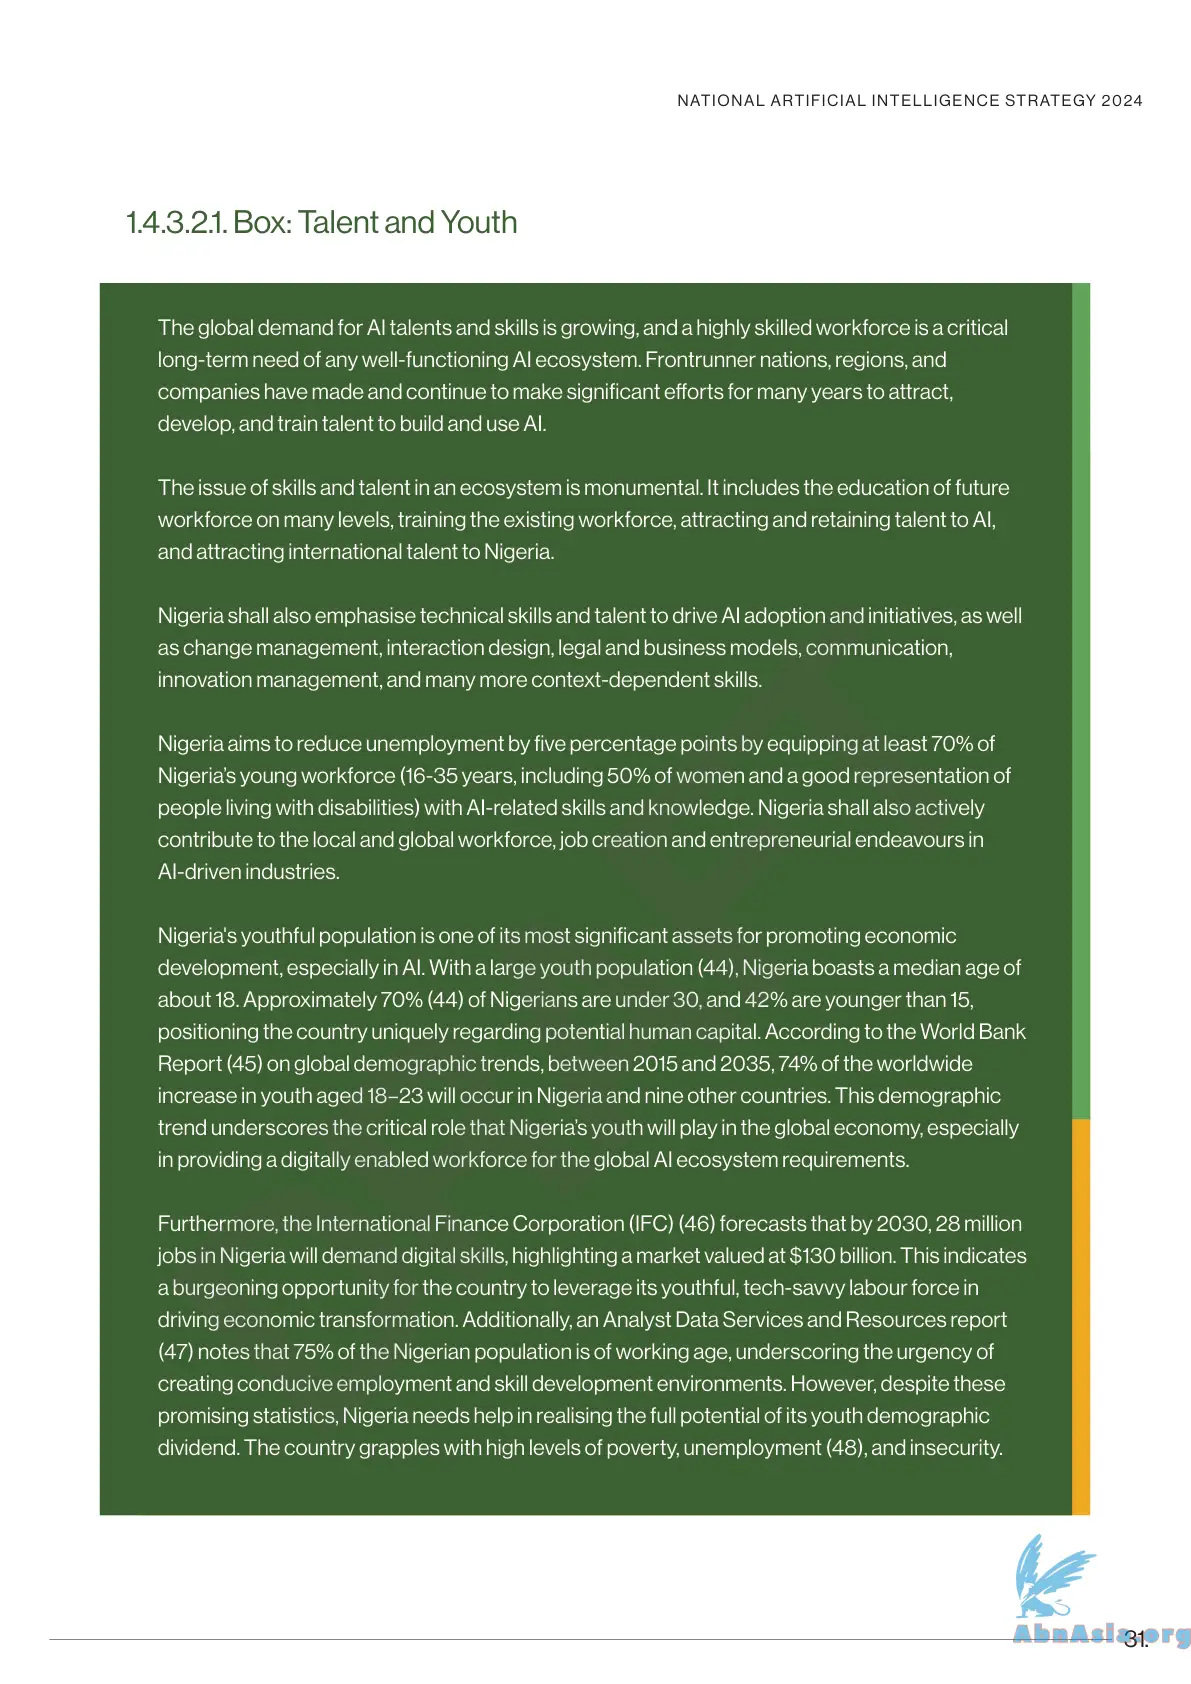 NATIONAL ARTIFICIAL INTELLIGENCE STRATEGY 2024
1.4.3.2.1. Box: Talent and Youth
The global demand for AI talents and skills is growing, and a highly skilled workforce is a critical
long-term need of any well-functioning AI ecosystem. Frontrunner nations, regions, and
companies have made and continue to make significant efforts for many years to attract,
develop, and train talent to build and use AI.
The issue of skills and talent in an ecosystem is monumental. It includes the education of future
workforce on many levels, training the existing workforce, attracting and retaining talent to AI,
and attracting international talent to Nigeria.
Nigeria shall also emphasise technical skills and talent to drive AI adoption and initiatives, as well
as change management, interaction design, legal and business models, communication,
innovation management, and many more context-dependent skills.
Nigeria aims to reduce unemployment by five percentage points by equipping at least 70% of
Nigeria’s young workforce (16-35 years, including 50% of women and a good representation of
people living with disabilities) with AI-related skills and knowledge. Nigeria shall also actively
contribute to the local and global workforce, job creation and entrepreneurial endeavours in
AI-driven industries.
Nigeria's youthful population is one of its most significant assets for promoting economic
development, especially in AI. With a large youth population (44), Nigeria boasts a median age of
about 18. Approximately 70% (44) of Nigerians are under 30, and 42% are younger than 15,
positioning the country uniquely regarding potential human capital. According to the World Bank
Report (45) on global demographic trends, between 2015 and 2035, 74% of the worldwide
increase in youth aged 18–23 will occur in Nigeria and nine other countries. This demographic
trend underscores the critical role that Nigeria’s youth will play in the global economy, especially
in providing a digitally enabled workforce for the global AI ecosystem requirements.
Furthermore, the International Finance Corporation (IFC) (46) forecasts that by 2030, 28 million
jobs in Nigeria will demand digital skills, highlighting a market valued at $130 billion. This indicates
a burgeoning opportunity for the country to leverage its youthful, tech-savvy labour force in
driving economic transformation. Additionally, an Analyst Data Services and Resources report
(47) notes that 75% of the Nigerian population is of working age, underscoring the urgency of
creating conducive employment and skill development environments. However, despite these
promising statistics, Nigeria needs help in realising the full potential of its youth demographic
dividend. The country grapples with high levels of poverty, unemployment (48), and insecurity.
AbnAsia.org
31.